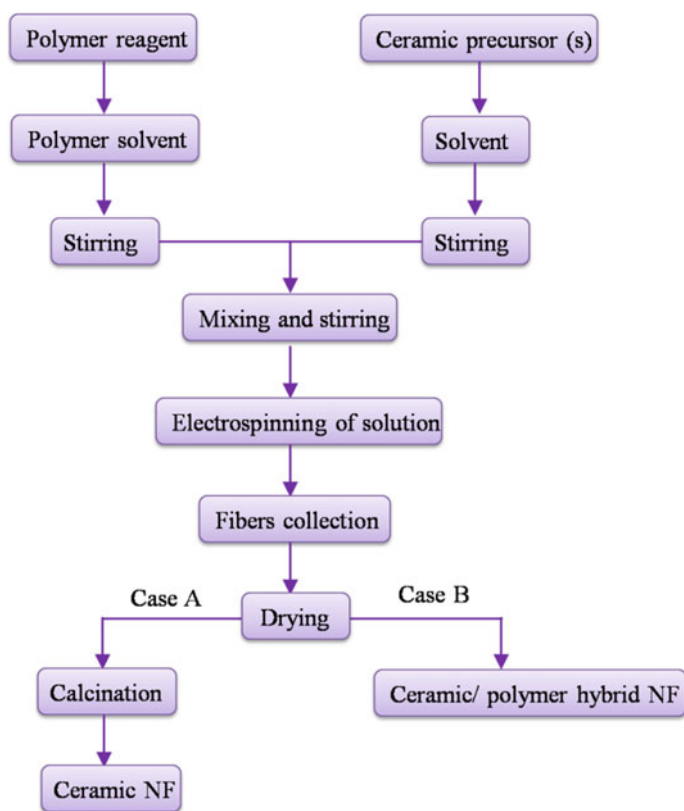 Polymer reagent
Ceramic precursor (s)
Polymer solvent
Solvent
Stirring
Stirring
Mixing and stirring
Electrospinning of solution
Fibers collection
Case A
Case B
Drying
Calcination
Ceramic/ polymer hybrid NF
Ceramic NF